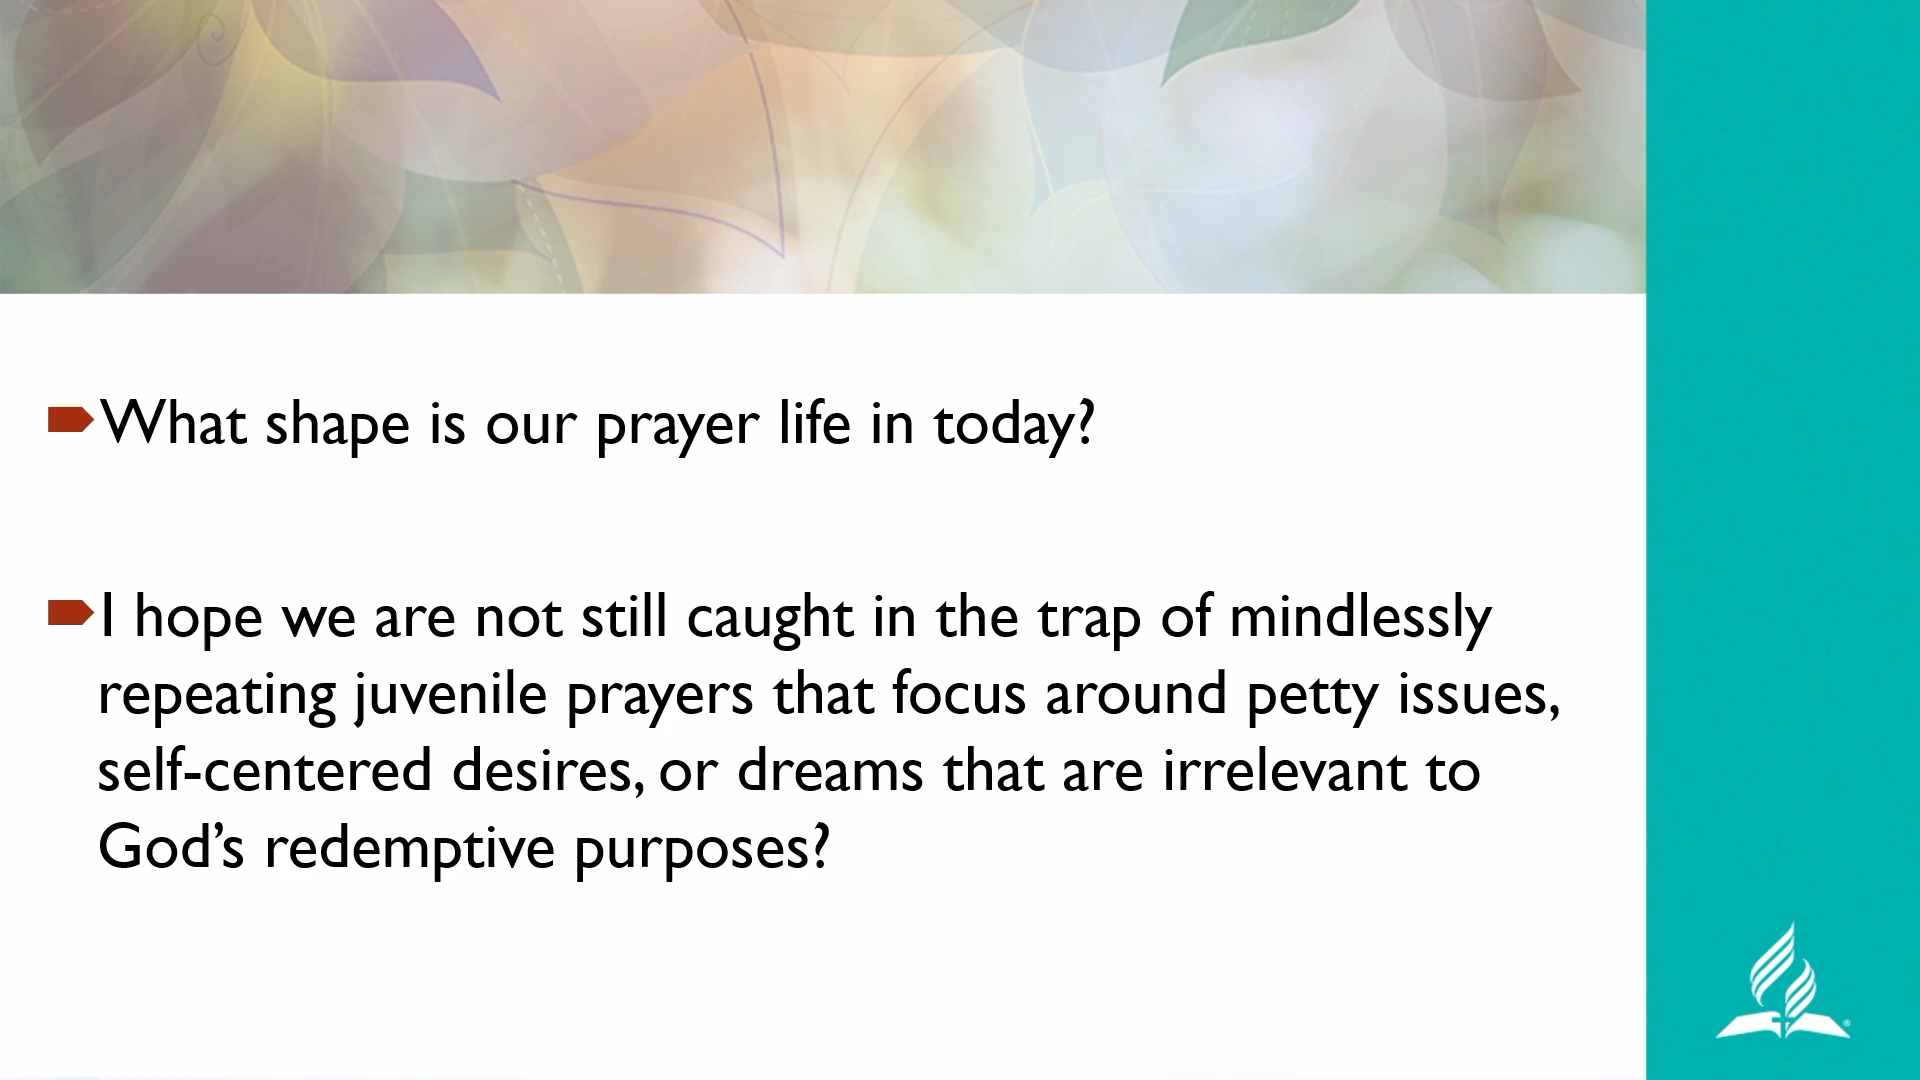 What shape is our prayer life in today?
I hope we are not still caught in the trap of mindlessly
repeating juvenile prayers that focus around petty issues,
self-centered desires, or dreams that are irrelevant to
God’s redemptive purposes?
®